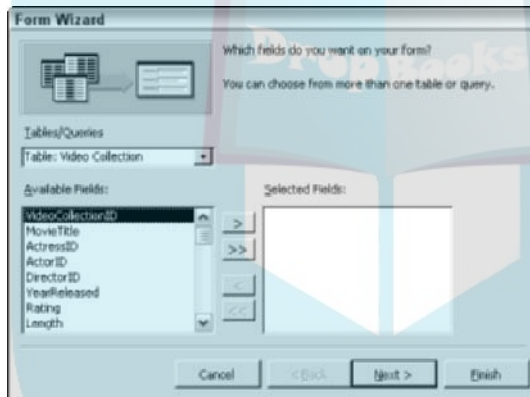 Form Wizard
Which fields do you want on your form?
You can choose from more than one table or query.
Tables/Queries
Table: Video Collection
Available Fields:
Selected Fields:
VideoCollectionID
MovieTitle
ActressID
ActorID
DirectorID
YearReleased
Rating
Length
>
>>
<
<<
Cancel
< Back
Next >
Finish
DropBooks